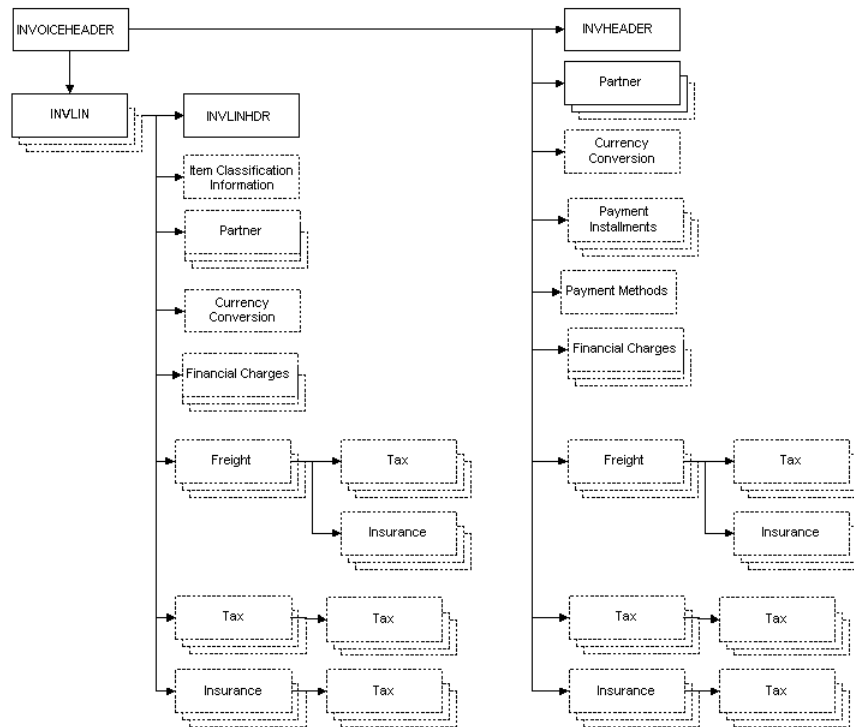 INVOICEHEADER
INVHEADER
Partner
INVLIN
INVLINHDR
Currency
Conversion
Item Classification
Information
Payment
Installments
Partner
Payment Methods
Currency
Conversion
Financial Charges
Financial Charges
Freight
Tax
Freight
Tax
Insurance
Insurance
Tax
Tax
Tax
Tax
Insurance
Tax
Insurance
Tax